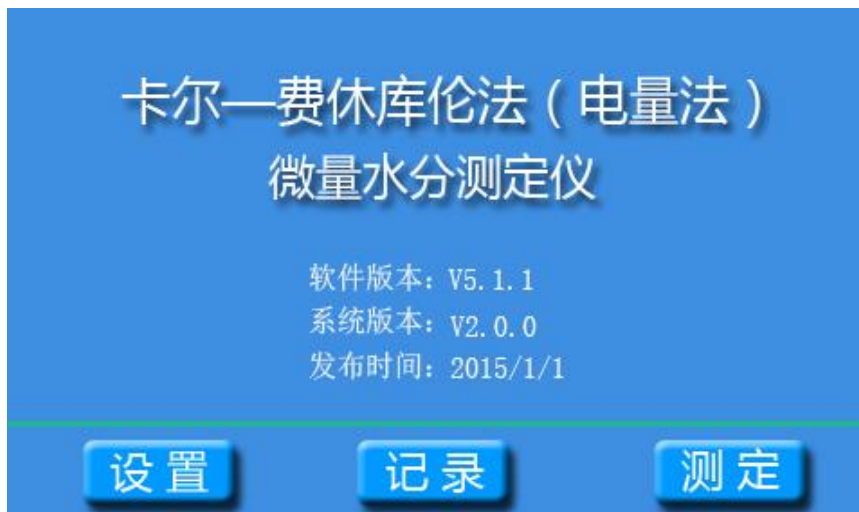 卡尔—费休库伦法（电量法）
微量水分测定仪
软件版本：V5.1.1
系统版本：V2.0.0
发布时间：2015/1/1
设置 记录 测定